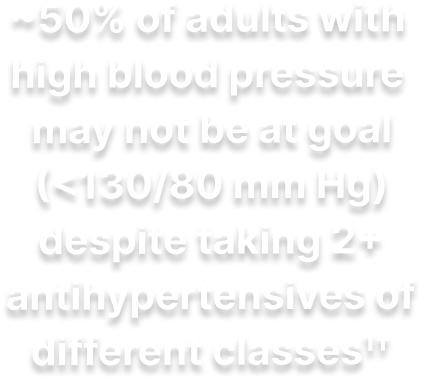 ~50% of adults with
high blood pressure
may not be at goal
(<130/80 mm Hg)
despite taking 2+
antihypertensives of
different classes¹¹